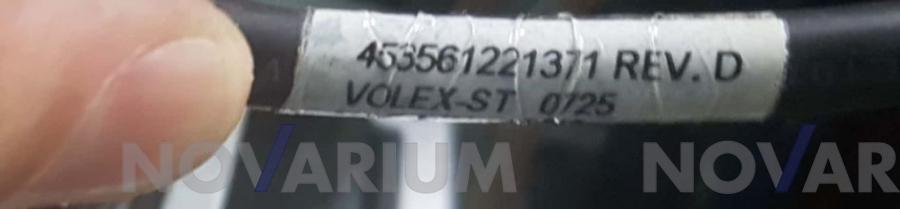 453561221371 REV. D
VOLEX-ST 0725
NOVARIUM NOVAR